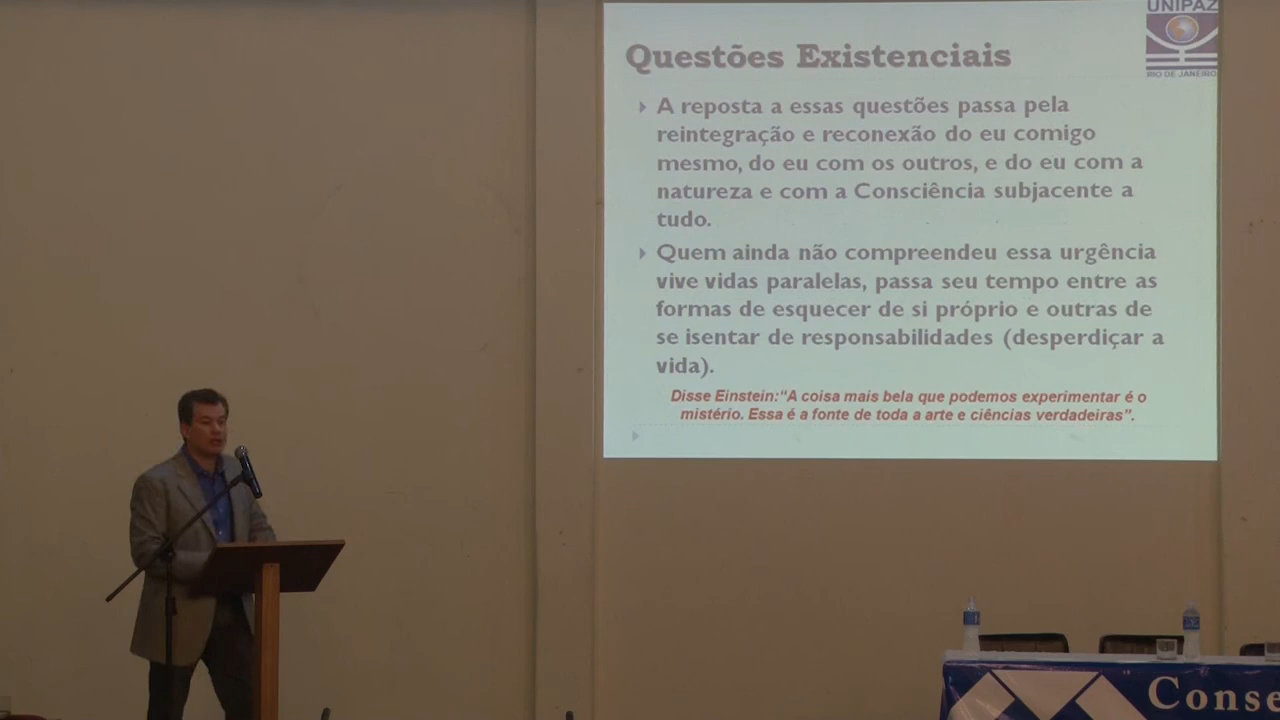 UNIPAZ
RIO DE JANEIRO
Questões Existenciais
A reposta a essas questões passa pela
reintegração e reconexão do eu comigo
mesmo, do eu com os outros, e do eu com a
natureza e com a Consciência subjacente a
tudo.
Quem ainda não compreendeu essa urgência
vive vidas paralelas, passa seu tempo entre as
formas de esquecer de si próprio e outras de
se isentar de responsabilidades (desperdiçar a
vida).
Disse Einstein:“A coisa mais bela que podemos experimentar é o
mistério. Essa é a fonte de toda a arte e ciências verdadeiras”.
Conse